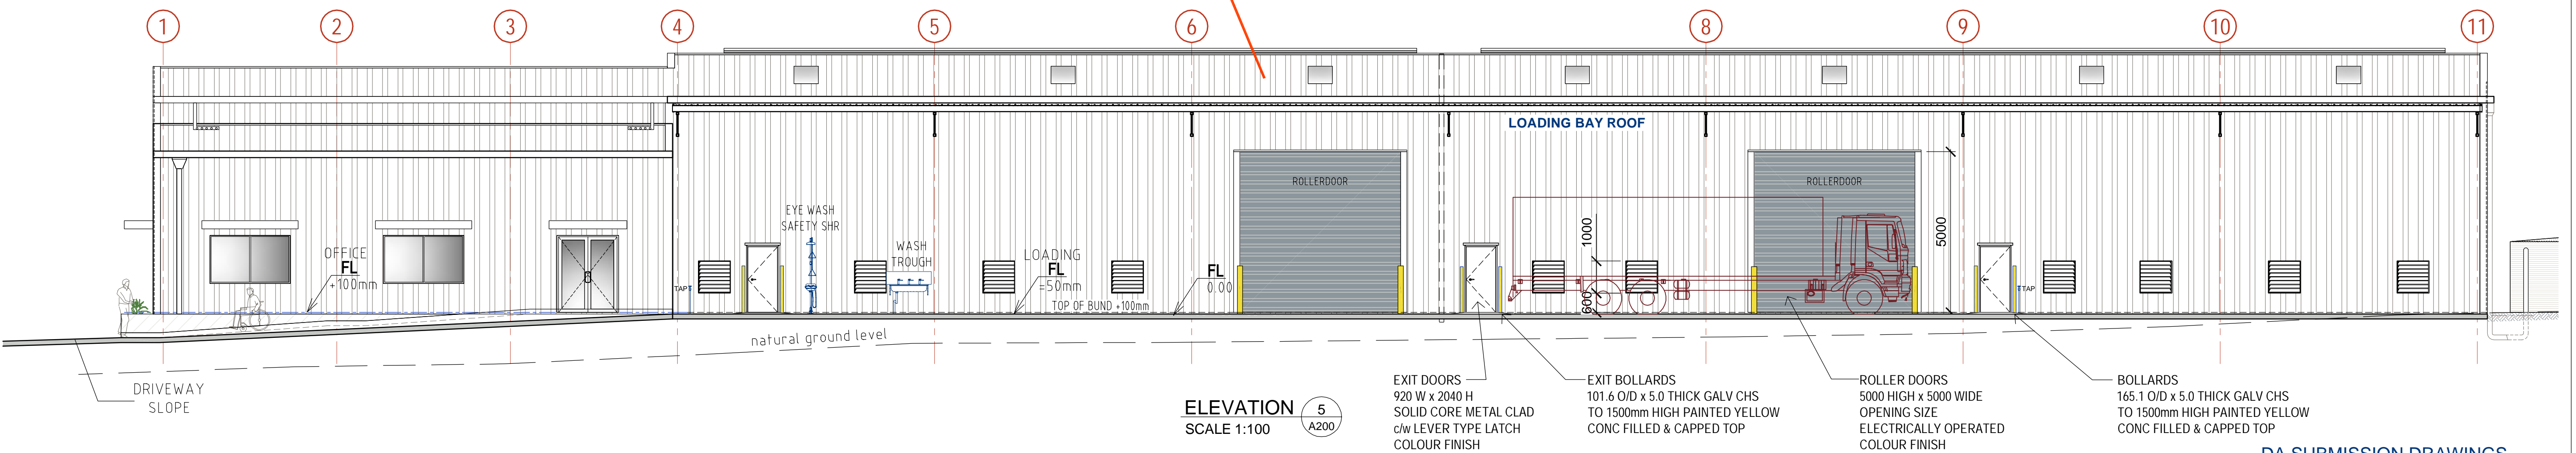 1
2
3
4
5
6
8
9
10
11
LOADING BAY ROOF
ROLLERDOOR
ROLLERDOOR
EYE WASH
SAFETY SHR
WASH
TROUGH
OFFICE
FL
+100mm
LOADING
FL
=50mm
TOP OF BUND +100mm
FL
0.00
TAP
1000
600
5000
TAP
natural ground level
DRIVEWAY
SLOPE
ELEVATION
SCALE 1:100
5
A200
EXIT DOORS
920 W x 2040 H
SOLID CORE METAL CLAD
c/w LEVER TYPE LATCH
COLOUR FINISH
EXIT BOLLARDS
101.6 O/D x 5.0 THICK GALV CHS
TO 1500mm HIGH PAINTED YELLOW
CONC FILLED & CAPPED TOP
ROLLER DOORS
5000 HIGH x 5000 WIDE
OPENING SIZE
ELECTRICALLY OPERATED
COLOUR FINISH
BOLLARDS
165.1 O/D x 5.0 THICK GALV CHS
TO 1500mm HIGH PAINTED YELLOW
CONC FILLED & CAPPED TOP
DA SUBMISSION DRAWINGS